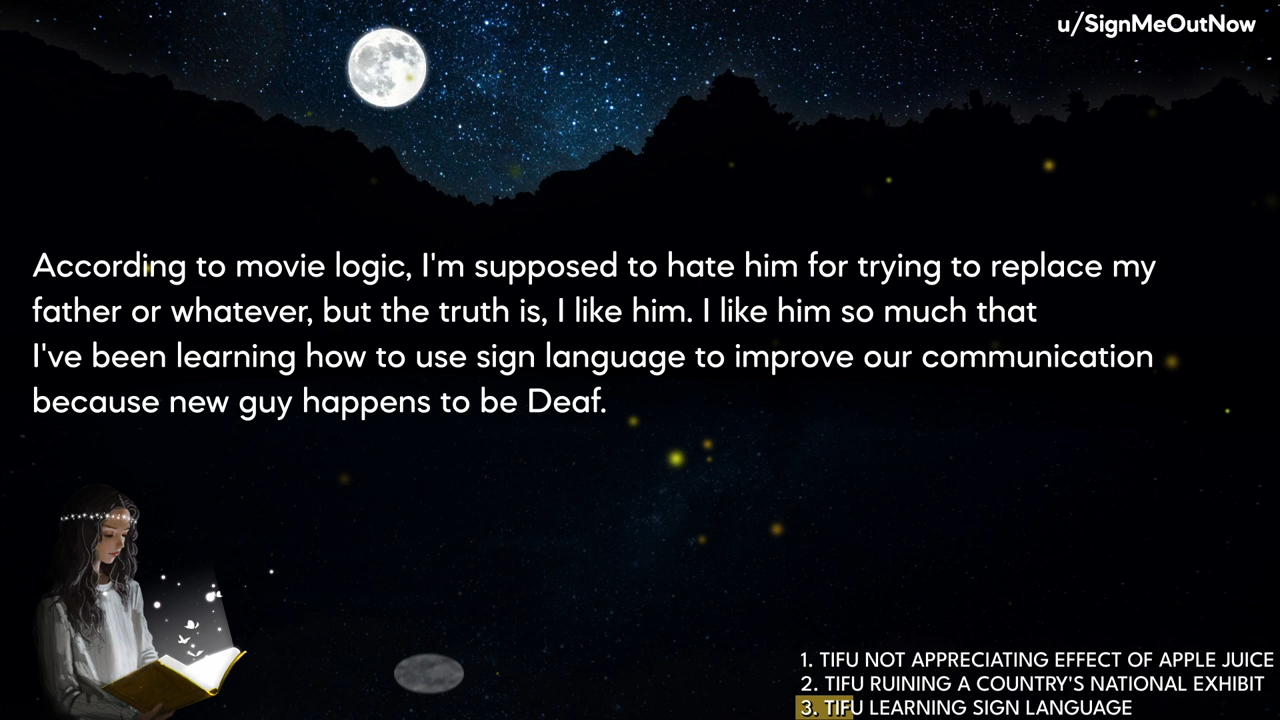 u/SignMeOutNow
According to movie logic, I'm supposed to hate him for trying to replace my
father or whatever, but the truth is, I like him. I like him so much that
I've been learning how to use sign language to improve our communication
because new guy happens to be Deaf.
1. TIFU NOT APPRECIATING EFFECT OF APPLE JUICE
2. TIFU RUINING A COUNTRY'S NATIONAL EXHIBIT
3. TIFU LEARNING SIGN LANGUAGE